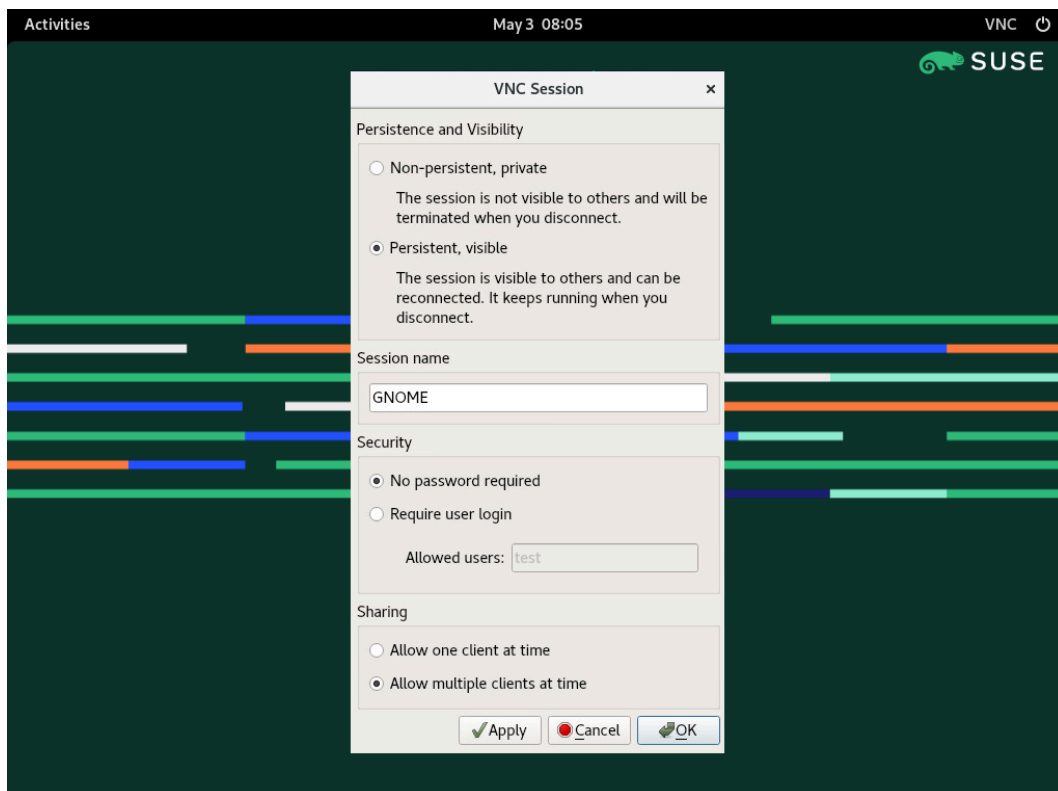 Activities
May 3 08:05
VNC
SUSE
VNC Session
Persistence and Visibility
Non-persistent, private
The session is not visible to others and will be
terminated when you disconnect.
Persistent, visible
The session is visible to others and can be
reconnected. It keeps running when you
disconnect.
Session name
GNOME
Security
No password required
Require user login
Allowed users: test
Sharing
Allow one client at time
Allow multiple clients at time
Apply
Cancel
OK